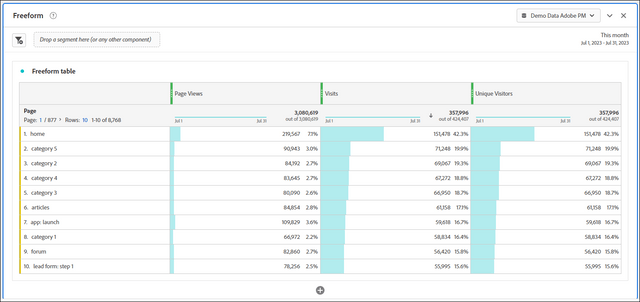 Freeform
Demo Data Adobe PM
Drop a segment here (or any other component)
This month
Jul 1, 2023 - Jul 31, 2023
Freeform table
Page Views Visits Unique Visitors
Page 3,080,619 357,996 357,996
Page: 1 / 877 > Rows: 10 1-10 of 8,768 out of 3,080,619 out of 424,407 out of 424,407
Jul 1 Jul 31 Jul 1 Jul 31 Jul 1 Jul 31
1. home 219,567 7.1% 151,478 42.3% 151,478 42.3%
2. category 5 90,943 3.0% 71,248 19.9% 71,248 19.9%
3. category 2 84,192 2.7% 69,067 19.3% 69,067 19.3%
4. category 4 83,645 2.7% 67,272 18.8% 67,272 18.8%
5. category 3 80,090 2.6% 66,950 18.7% 66,950 18.7%
6. articles 84,854 2.8% 61,158 17.1% 61,158 17.1%
7. app: launch 109,829 3.6% 59,618 16.7% 59,618 16.7%
8. category 1 66,972 2.2% 58,834 16.4% 58,834 16.4%
9. forum 82,860 2.7% 56,420 15.8% 56,420 15.8%
10. lead form: step 1 78,256 2.5% 55,995 15.6% 55,995 15.6%